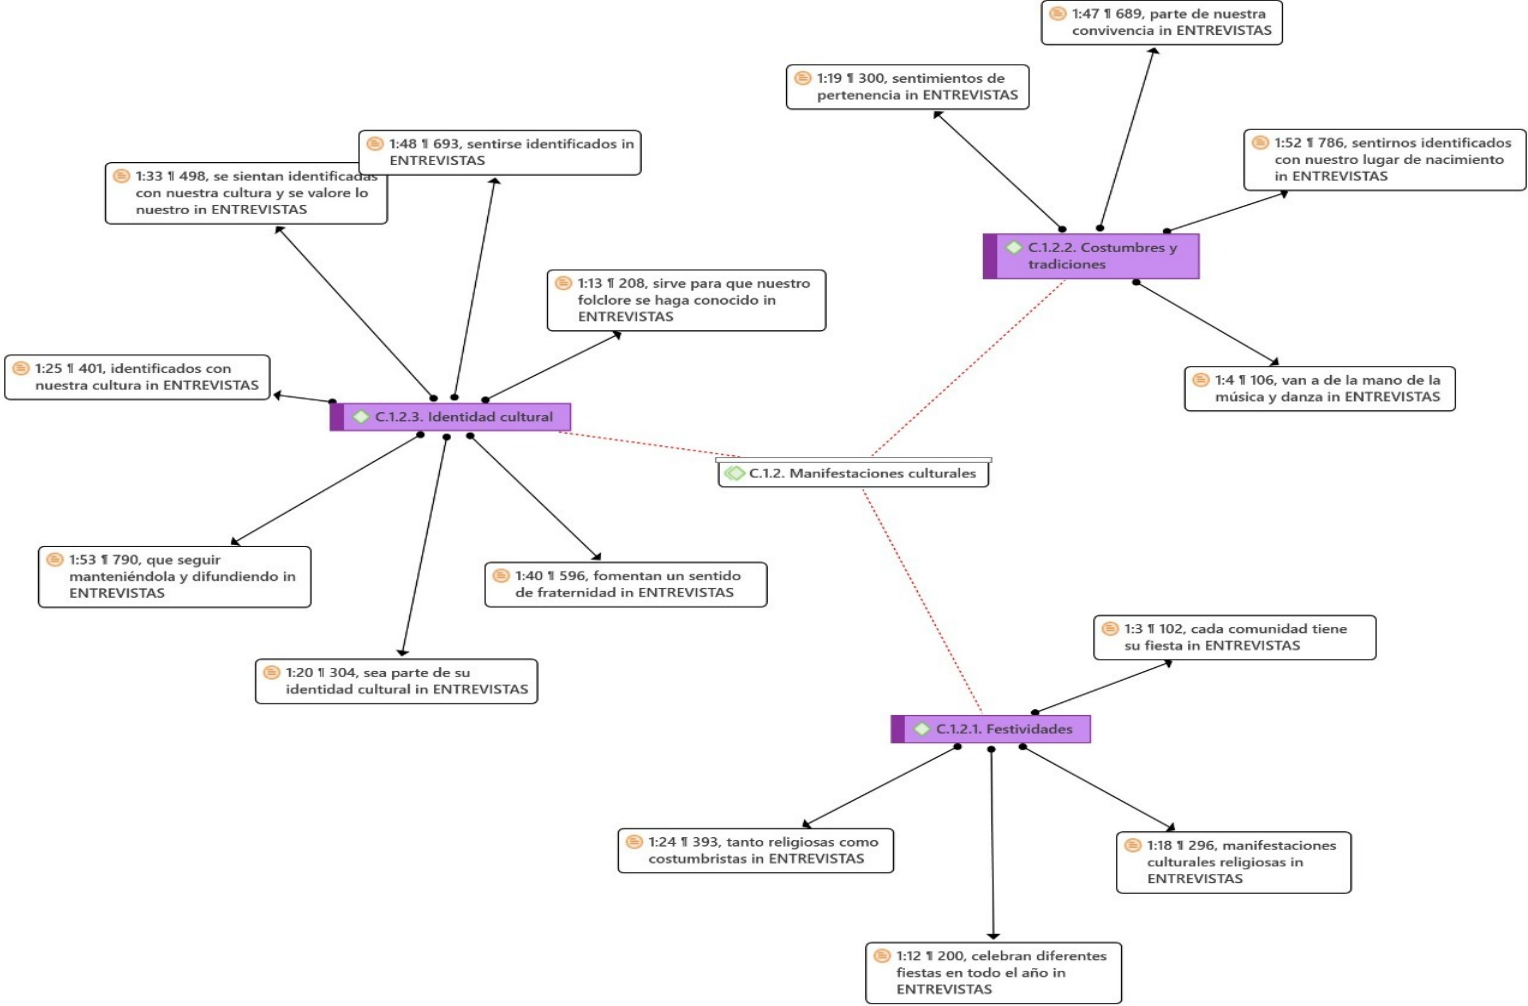 1:47 ¶ 689, parte de nuestra
convivencia in ENTREVISTAS
1:19 ¶ 300, sentimientos de
pertenencia in ENTREVISTAS
1:52 ¶ 786, sentirnos identificados
con nuestro lugar de nacimiento
in ENTREVISTAS
1:48 ¶ 693, sentirse identificados in
ENTREVISTAS
1:33 ¶ 498, se sientan identificadas
con nuestra cultura y se valore lo
nuestro in ENTREVISTAS
C.1.2.2. Costumbres y
tradiciones
1:13 ¶ 208, sirve para que nuestro
folclore se haga conocido in
ENTREVISTAS
1:25 ¶ 401, identificados con
nuestra cultura in ENTREVISTAS
1:4 ¶ 106, van a de la mano de la
música y danza in ENTREVISTAS
C.1.2.3. Identidad cultural
C.1.2. Manifestaciones culturales
1:53 ¶ 790, que seguir
manteniéndola y difundiendo in
ENTREVISTAS
1:40 ¶ 596, fomentan un sentido
de fraternidad in ENTREVISTAS
1:20 ¶ 304, sea parte de su
identidad cultural in ENTREVISTAS
1:3 ¶ 102, cada comunidad tiene
su fiesta in ENTREVISTAS
C.1.2.1. Festividades
1:24 ¶ 393, tanto religiosas como
costumbristas in ENTREVISTAS
1:18 ¶ 296, manifestaciones
culturales religiosas in
ENTREVISTAS
1:12 ¶ 200, celebran diferentes
fiestas en todo el año in
ENTREVISTAS